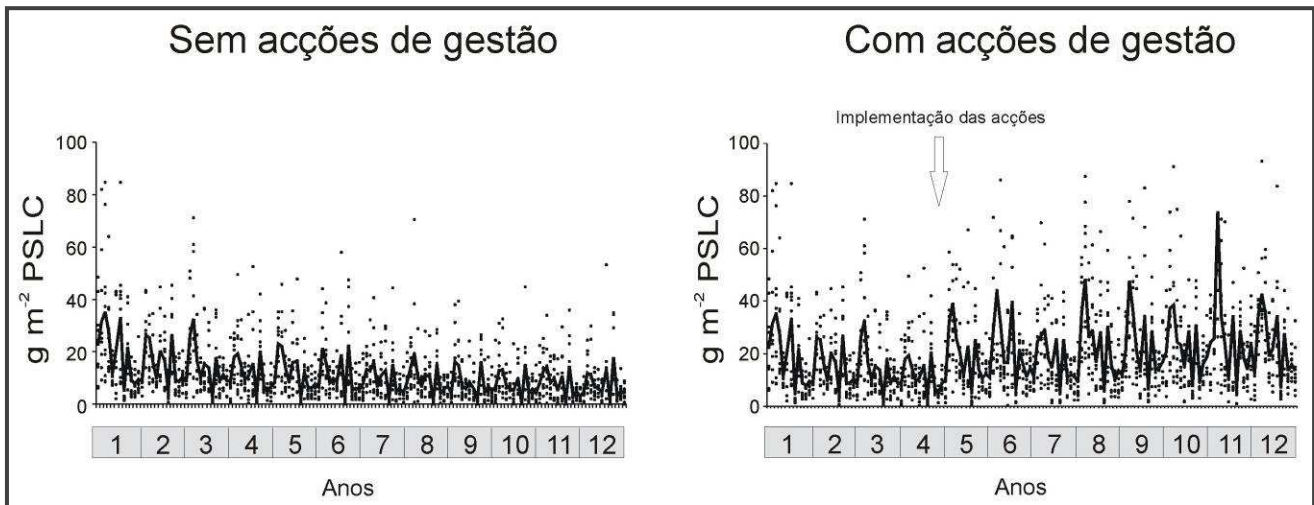 Sem acções de gestão
100
80
60
40
20
0
g m⁻² PSLC
1 2 3 4 5 6 7 8 9 10 11 12
Anos
Com acções de gestão
Implementação das acções
100
80
60
40
20
0
g m⁻² PSLC
1 2 3 4 5 6 7 8 9 10 11 12
Anos